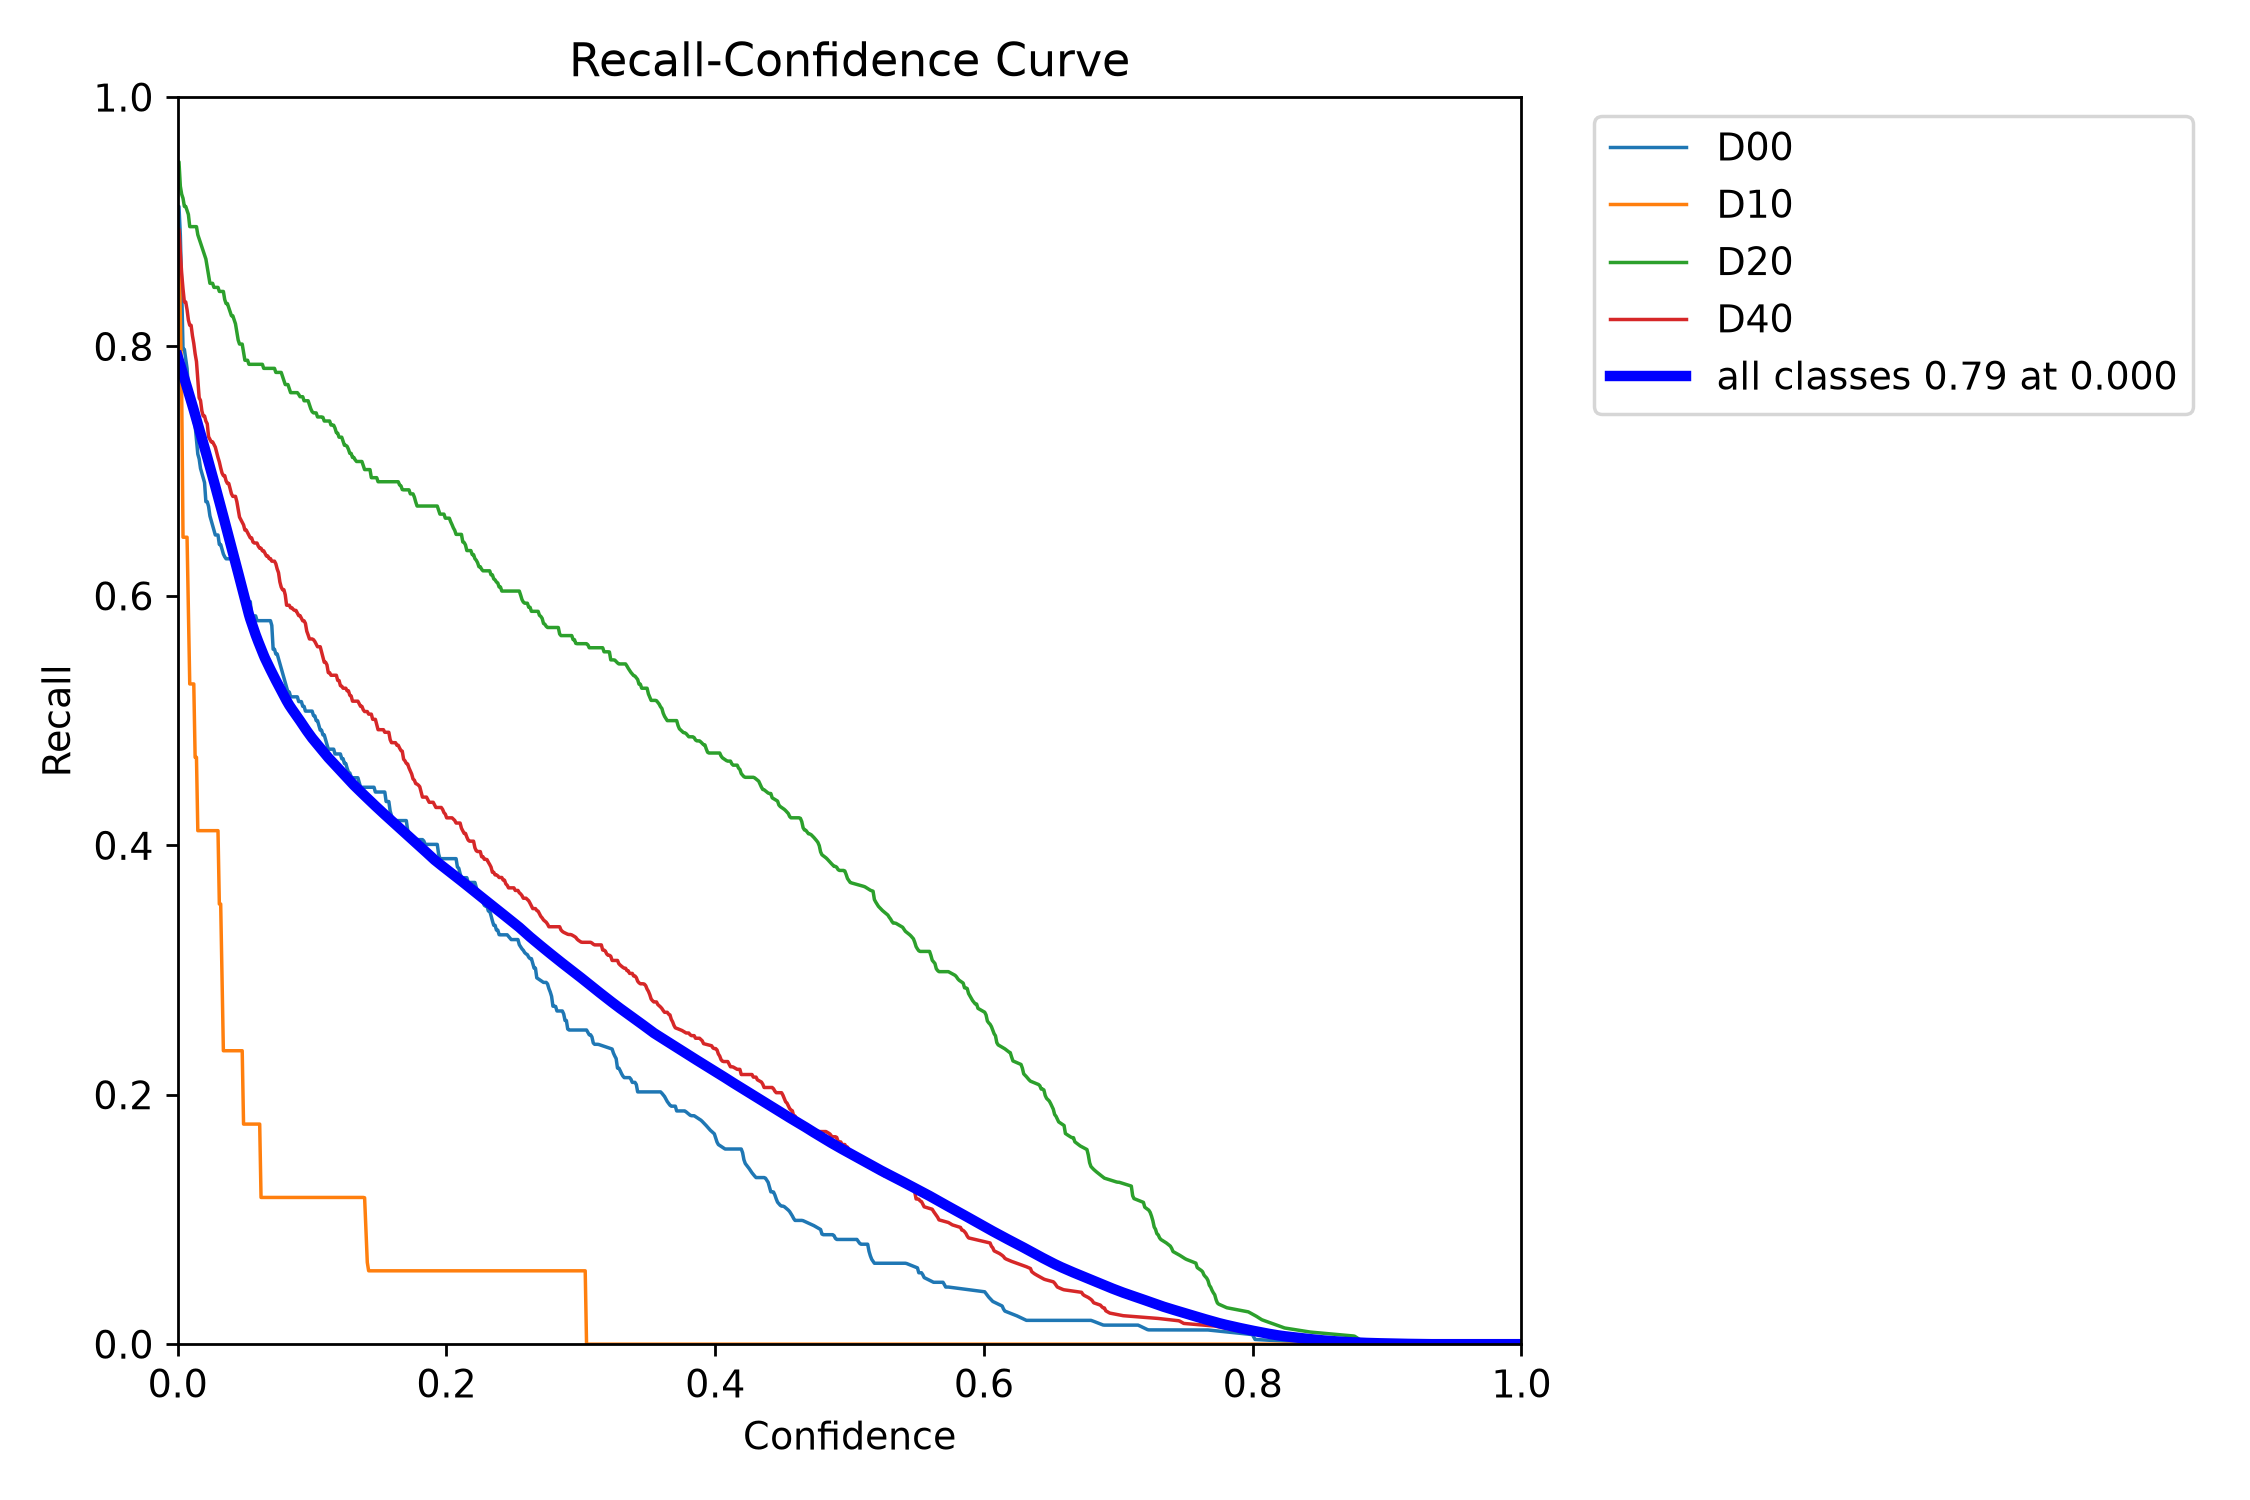 Recall-Confidence Curve
1.0
0.8
0.6
0.4
0.2
0.0
Recall
0.0 0.2 0.4 0.6 0.8 1.0
Confidence
D00
D10
D20
D40
all classes 0.79 at 0.000